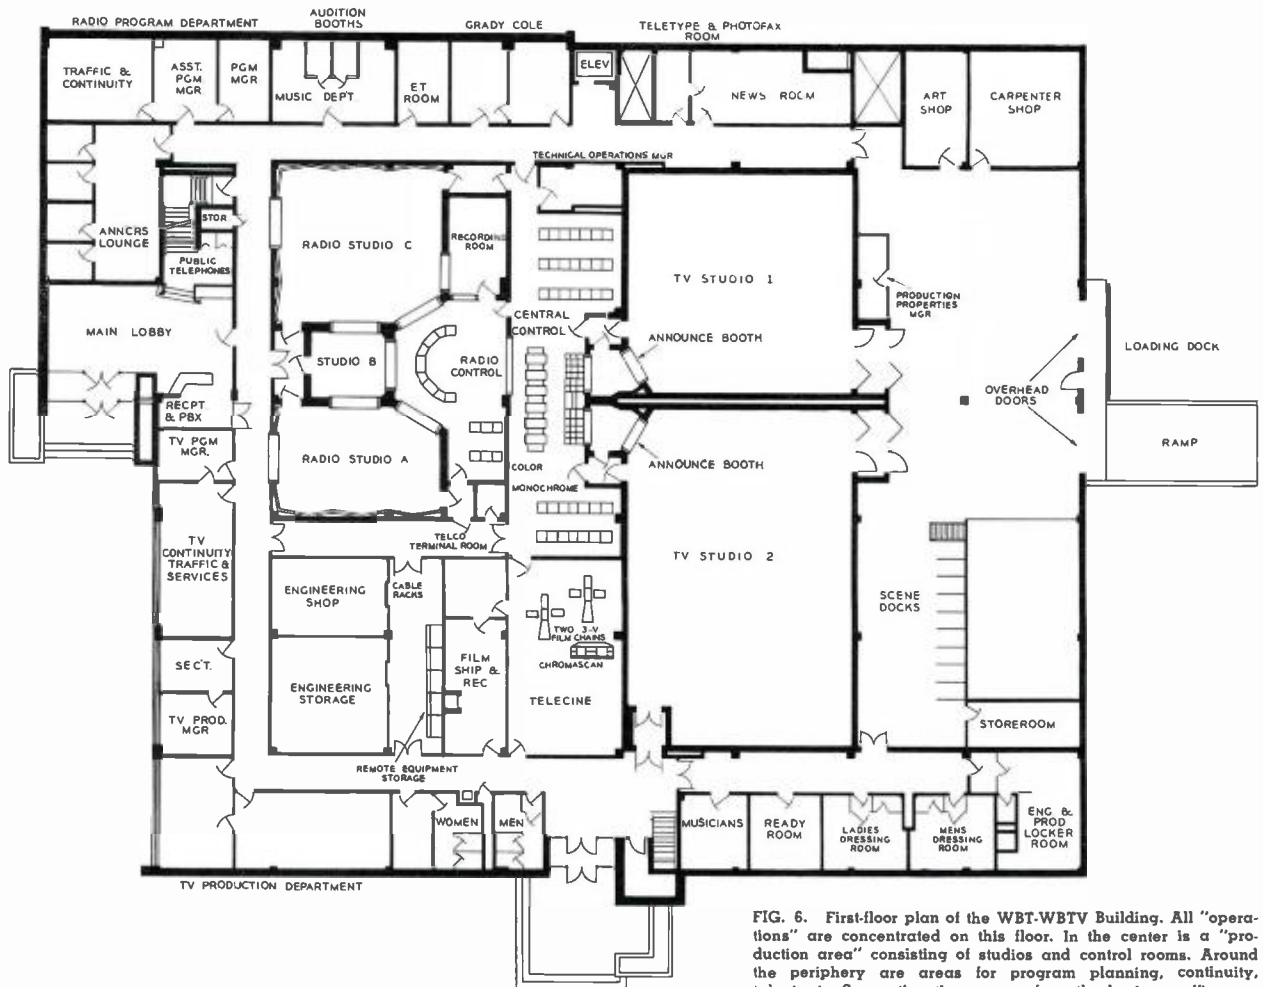 RADIO PROGRAM DEPARTMENT
AUDITION
BOOTHS
GRADY COLE
TELETYPE & PHOTOFAX
ROOM
TRAFFIC &
CONTINUITY
ASST.
PGM
MGR
PGM
MGR
MUSIC DEPT
ET
ROOM
ELEV
NEWS ROOM
ART
SHOP
CARPENTER
SHOP
TECHNICAL OPERATIONS MGR
ANNCRS
LOUNGE
STOR
PUBLIC
TELEPHONES
RADIO STUDIO C
RECORDING
ROOM
TV STUDIO 1
PRODUCTION
PROPERTIES
MGR
MAIN LOBBY
STUDIO B
RADIO
CONTROL
CENTRAL
CONTROL
ANNOUNCE BOOTH
LOADING DOCK
OVERHEAD
DOORS
RECPT
& PBX
TV PGM
MGR.
RADIO STUDIO A
COLOR
MONOCHROME
ANNOUNCE BOOTH
RAMP
TELCO
TERMINAL ROOM
TV STUDIO 2
TV
CONTINUITY
TRAFFIC &
SERVICES
ENGINEERING
SHOP
CABLE
RACKS
SCENE
DOCKS
TWO 3-V
FILM CHAINS
CHROMASCAN
SECT.
ENGINEERING
STORAGE
FILM
SHIP &
REC
TELECINE
TV PROD.
MGR
STOREROOM
REMOTE EQUIPMENT
STORAGE
WOMEN
MEN
MUSICIANS
READY
ROOM
LADIES
DRESSING
ROOM
MENS
DRESSING
ROOM
ENG &
PROD
LOCKER
ROOM
TV PRODUCTION DEPARTMENT
FIG. 6. First-floor plan of the WBT-WBTV Building. All "opera-
tions" are concentrated on this floor. In the center is a "pro-
duction area" consisting of studios and control rooms. Around
the periphery are areas for program planning, continuity,